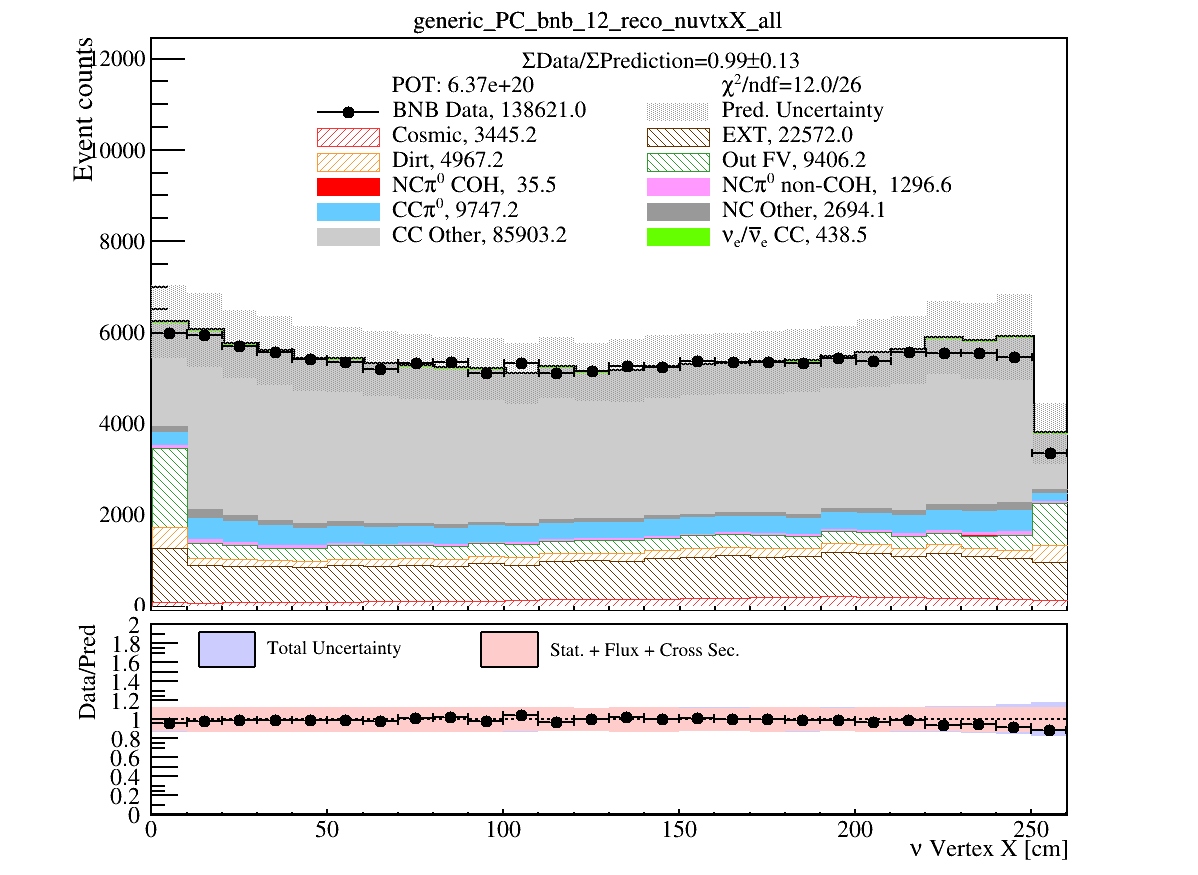 generic_PC_bnb_12_reco_nuvtxX_all
ΣData/ΣPrediction=0.99±0.13
POT: 6.37e+20
χ²/ndf=12.0/26
BNB Data, 138621.0
Pred. Uncertainty
Cosmic, 3445.2
EXT, 22572.0
Dirt, 4967.2
Out FV, 9406.2
NCπ⁰ COH, 35.5
NCπ⁰ non-COH, 1296.6
CCπ⁰, 9747.2
NC Other, 2694.1
CC Other, 85903.2
νₑ/ν̅ₑ CC, 438.5
Event counts
12000
10000
8000
6000
4000
2000
0
Total Uncertainty
Stat. + Flux + Cross Sec.
Data/Pred
2
1.8
1.6
1.4
1.2
1
0.8
0.6
0.4
0.2
0
0 50 100 150 200 250
ν Vertex X [cm]